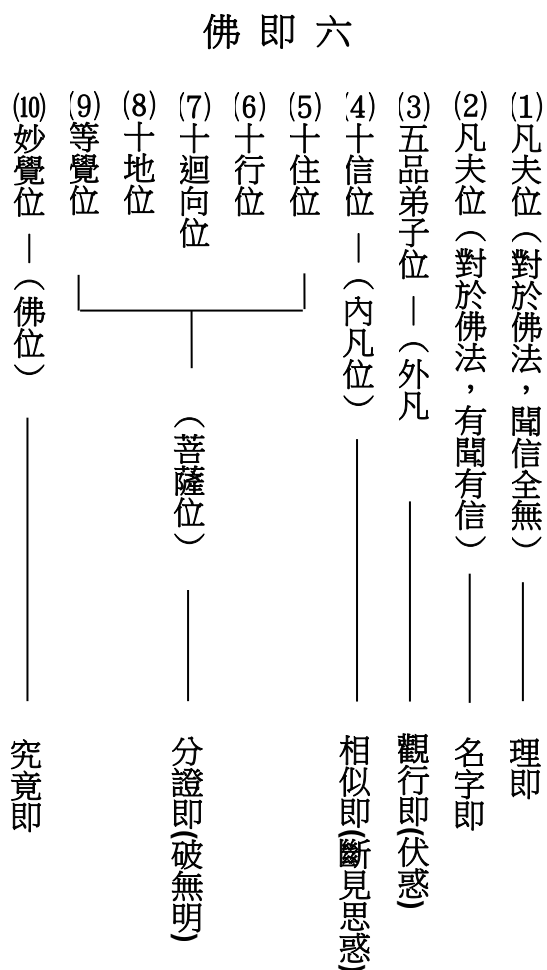 六即佛
⑴凡夫位(對於佛法，聞信全無) 理即
⑵凡夫位(對於佛法，有聞有信) 名字即
⑶五品弟子位－(外凡 觀行即(伏惑)
⑷十信位－(內凡位) 相似即(斷見思惑)
⑸十住位
⑹十行位
⑺十迴向位
⑻十地位
⑼等覺位
(菩薩位) 分證即(破無明)
⑽妙覺位－(佛位) 究竟即